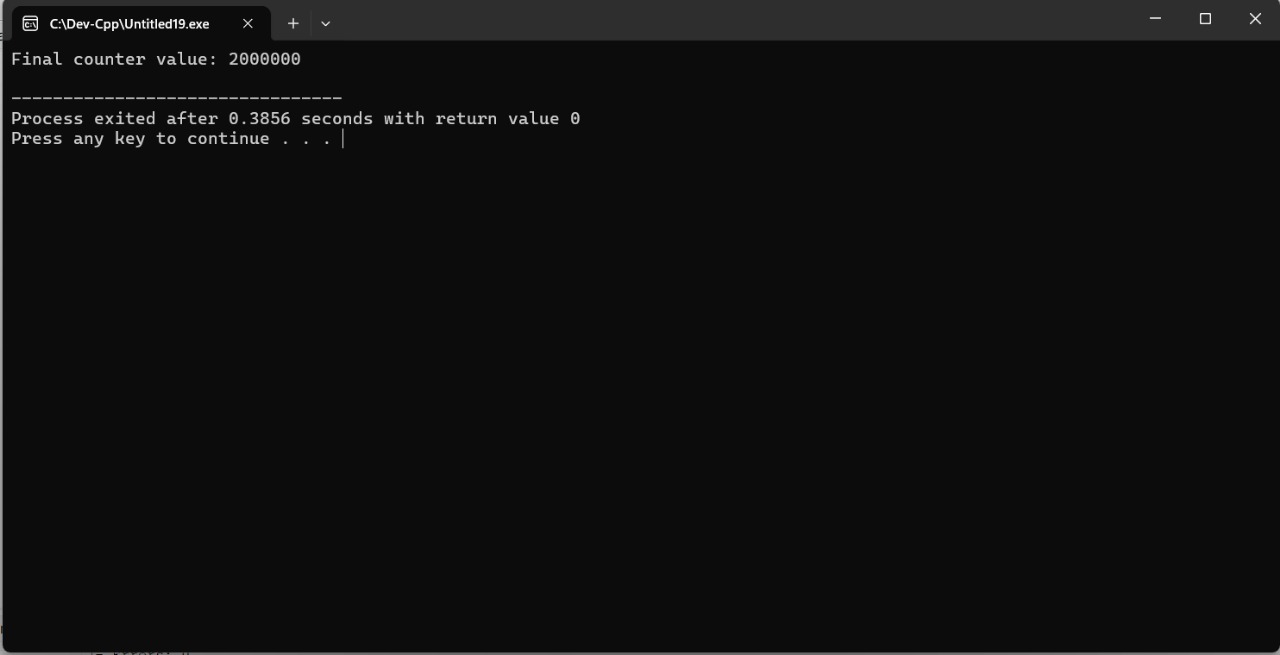 C:\Dev-Cpp\Untitled19.exe
Final counter value: 2000000
--------------------------------
Process exited after 0.3856 seconds with return value 0
Press any key to continue . . .